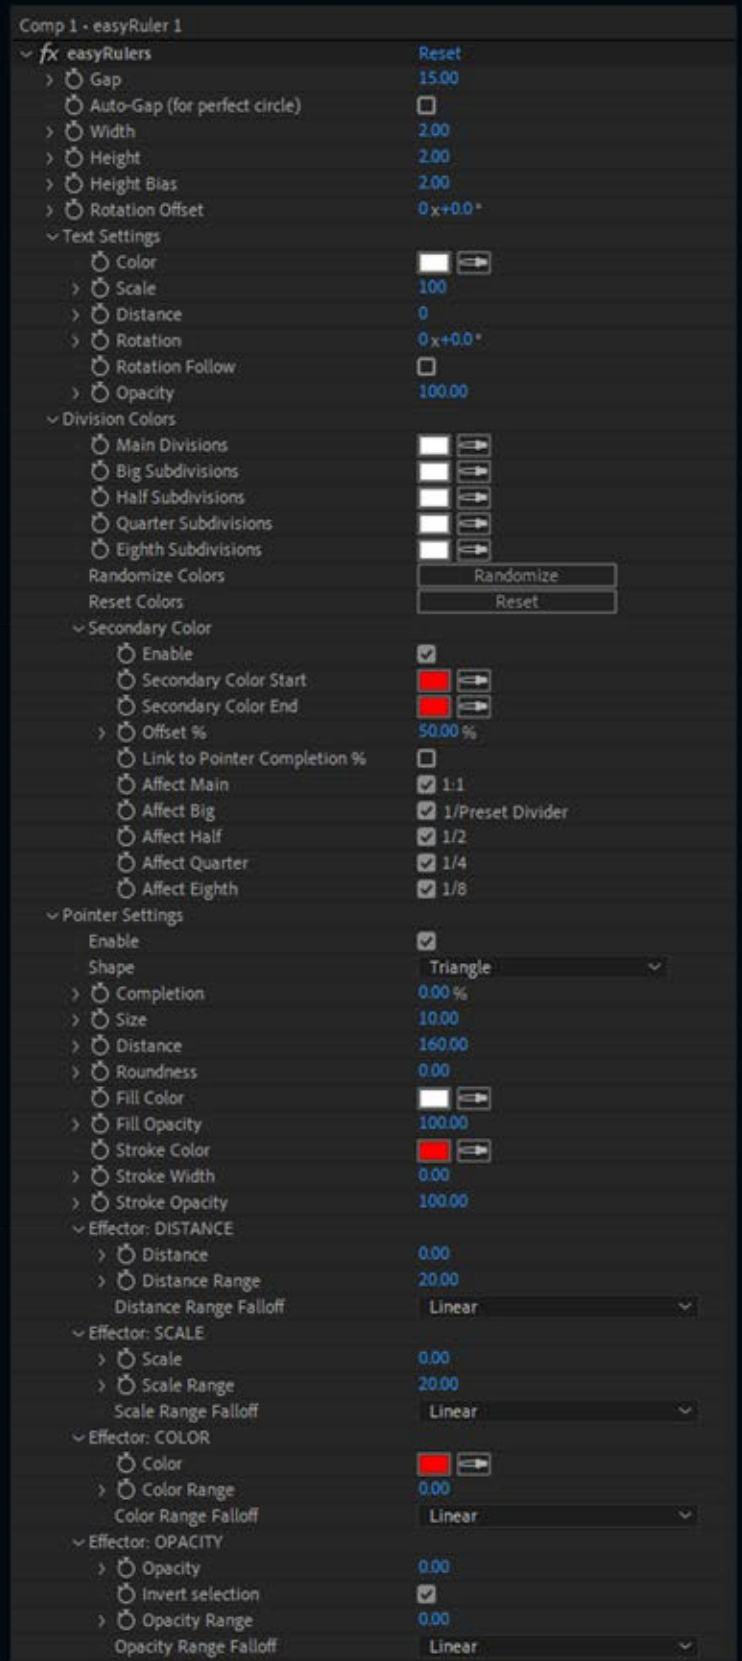 Comp 1 • easyRuler 1
fx easyRulers Reset
Gap 15.00
Auto-Gap (for perfect circle)
Width 2.00
Height 2.00
Height Bias 2.00
Rotation Offset 0 x+0.0°
Text Settings
Color
Scale 100
Distance 0
Rotation 0 x+0.0°
Rotation Follow
Opacity 100.00
Division Colors
Main Divisions
Big Subdivisions
Half Subdivisions
Quarter Subdivisions
Eighth Subdivisions
Randomize Colors Randomize
Reset Colors Reset
Secondary Color
Enable
Secondary Color Start
Secondary Color End
Offset % 50.00 %
Link to Pointer Completion %
Affect Main 1:1
Affect Big 1/Preset Divider
Affect Half 1/2
Affect Quarter 1/4
Affect Eighth 1/8
Pointer Settings
Enable
Shape Triangle
Completion 0.00 %
Size 10.00
Distance 160.00
Roundness 0.00
Fill Color
Fill Opacity 100.00
Stroke Color
Stroke Width 0.00
Stroke Opacity 100.00
Effector: DISTANCE
Distance 0.00
Distance Range 20.00
Distance Range Falloff Linear
Effector: SCALE
Scale 0.00
Scale Range 20.00
Scale Range Falloff Linear
Effector: COLOR
Color
Color Range 0.00
Color Range Falloff Linear
Effector: OPACITY
Opacity 0.00
Invert selection
Opacity Range 0.00
Opacity Range Falloff Linear